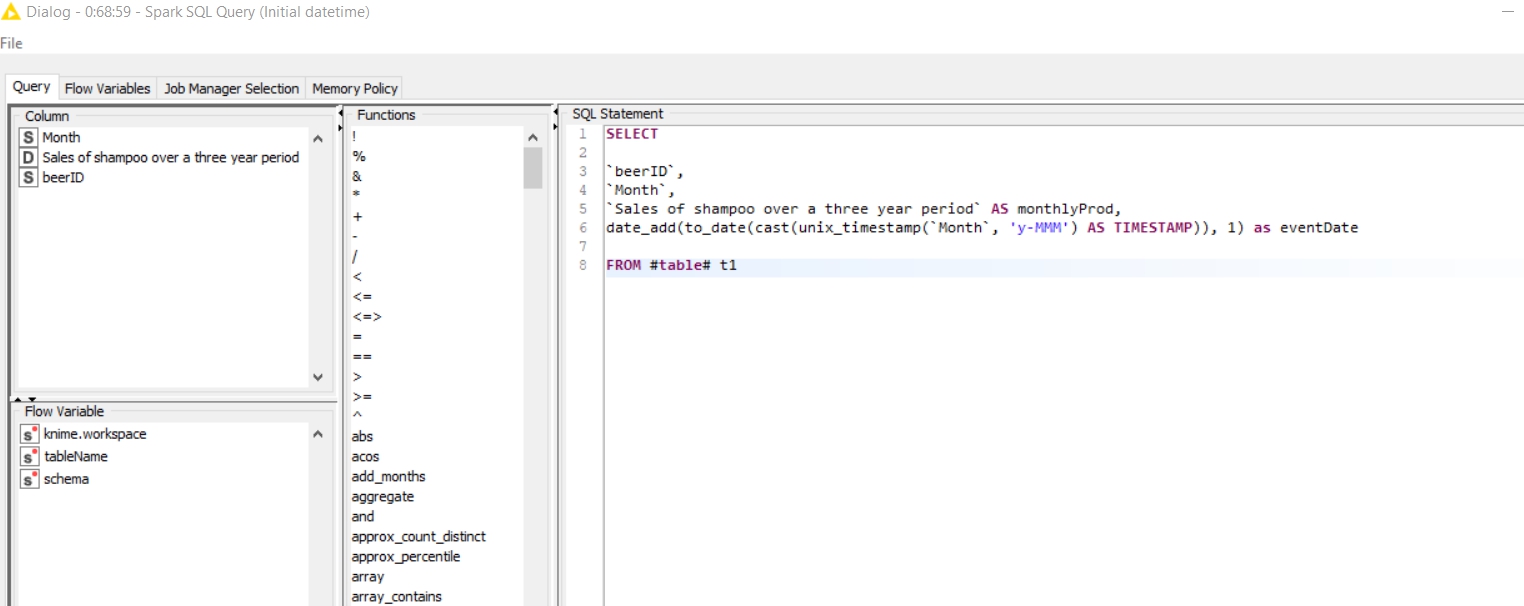 Dialog - 0:68:59 - Spark SQL Query (Initial datetime)
File
Query Flow Variables Job Manager Selection Memory Policy
Column
S Month
D Sales of shampoo over a three year period
S beerID
Flow Variable
s knime.workspace
s tableName
s schema
Functions
!
%
&
*
+
-
/
<
<=
<=>
=
==
>
>=
^
abs
acos
add_months
aggregate
and
approx_count_distinct
approx_percentile
array
array_contains
SQL Statement
1 SELECT
2
3 `beerID`,
4 `Month`,
5 `Sales of shampoo over a three year period` AS monthlyProd,
6 date_add(to_date(cast(unix_timestamp(`Month`, 'y-MMM') AS TIMESTAMP)), 1) as eventDate
7
8 FROM #table# t1